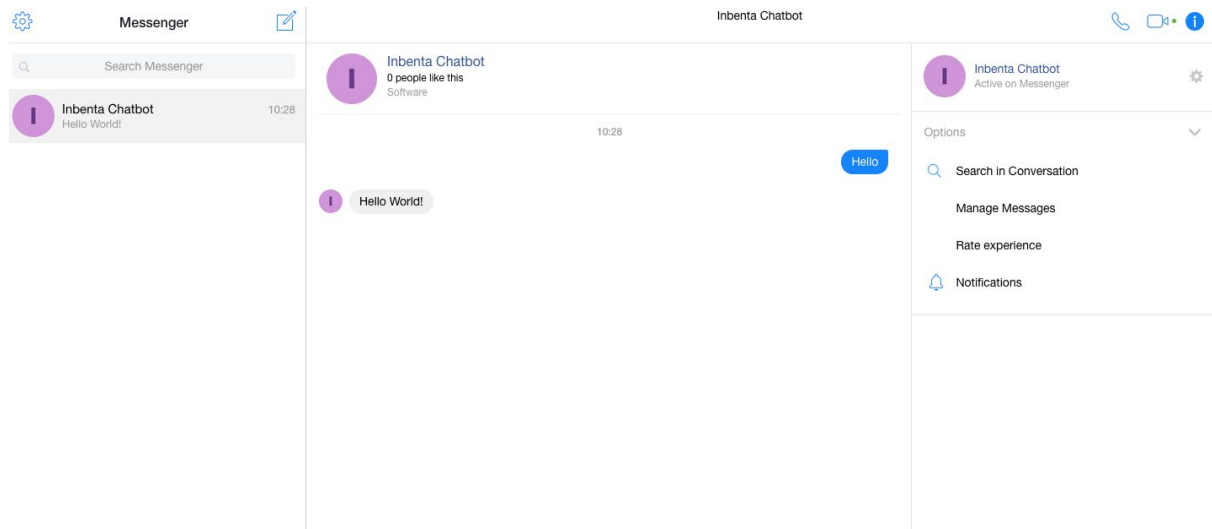 Messenger
Search Messenger
I
Inbenta Chatbot
10:28
Hello World!
Inbenta Chatbot
I
Inbenta Chatbot
0 people like this
Software
10:28
Hello
I
Hello World!
I
Inbenta Chatbot
Active on Messenger
Options
Search in Conversation
Manage Messages
Rate experience
Notifications